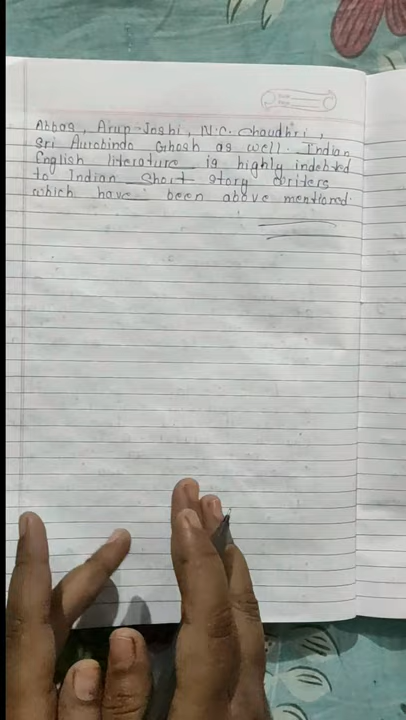 Abbas, Arup Joshi, N.C. Chaudhri,
Sri Aurobindo Ghosh as well. Indian
English literature is highly indebted
to Indian Short story writers
which have been above mentioned.